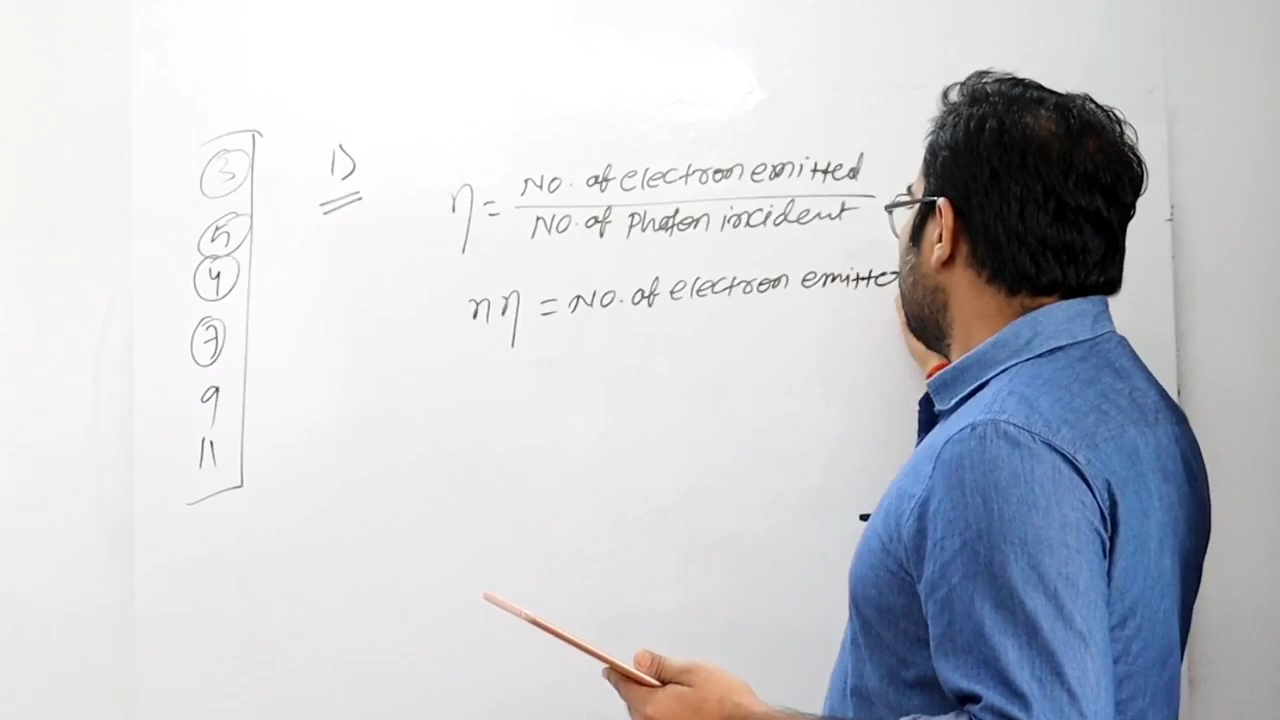 3
5
4
7
9
11
1)
η = No. of electron emitted
No. of Photon incident
nη = No. of electron emitte